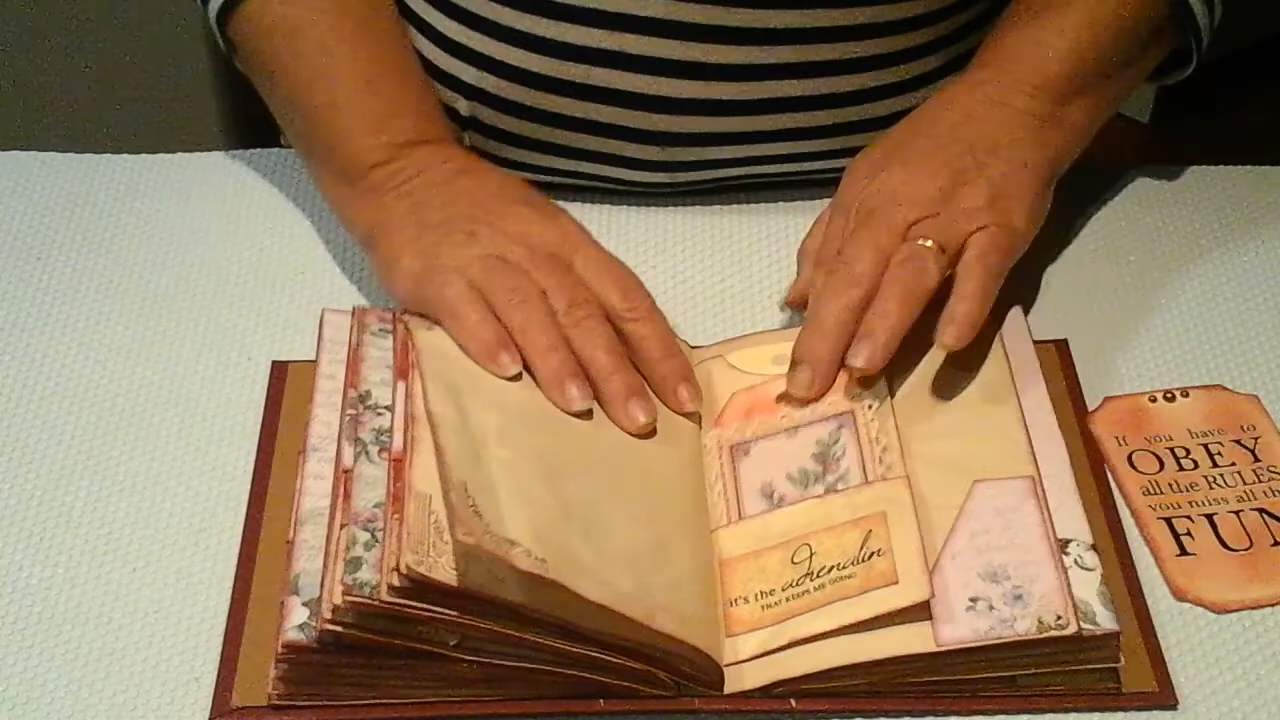 it's the adrenalin
THAT KEEPS ME GOING
If you have to
OBEY
all the RULES
you miss all th
FUN